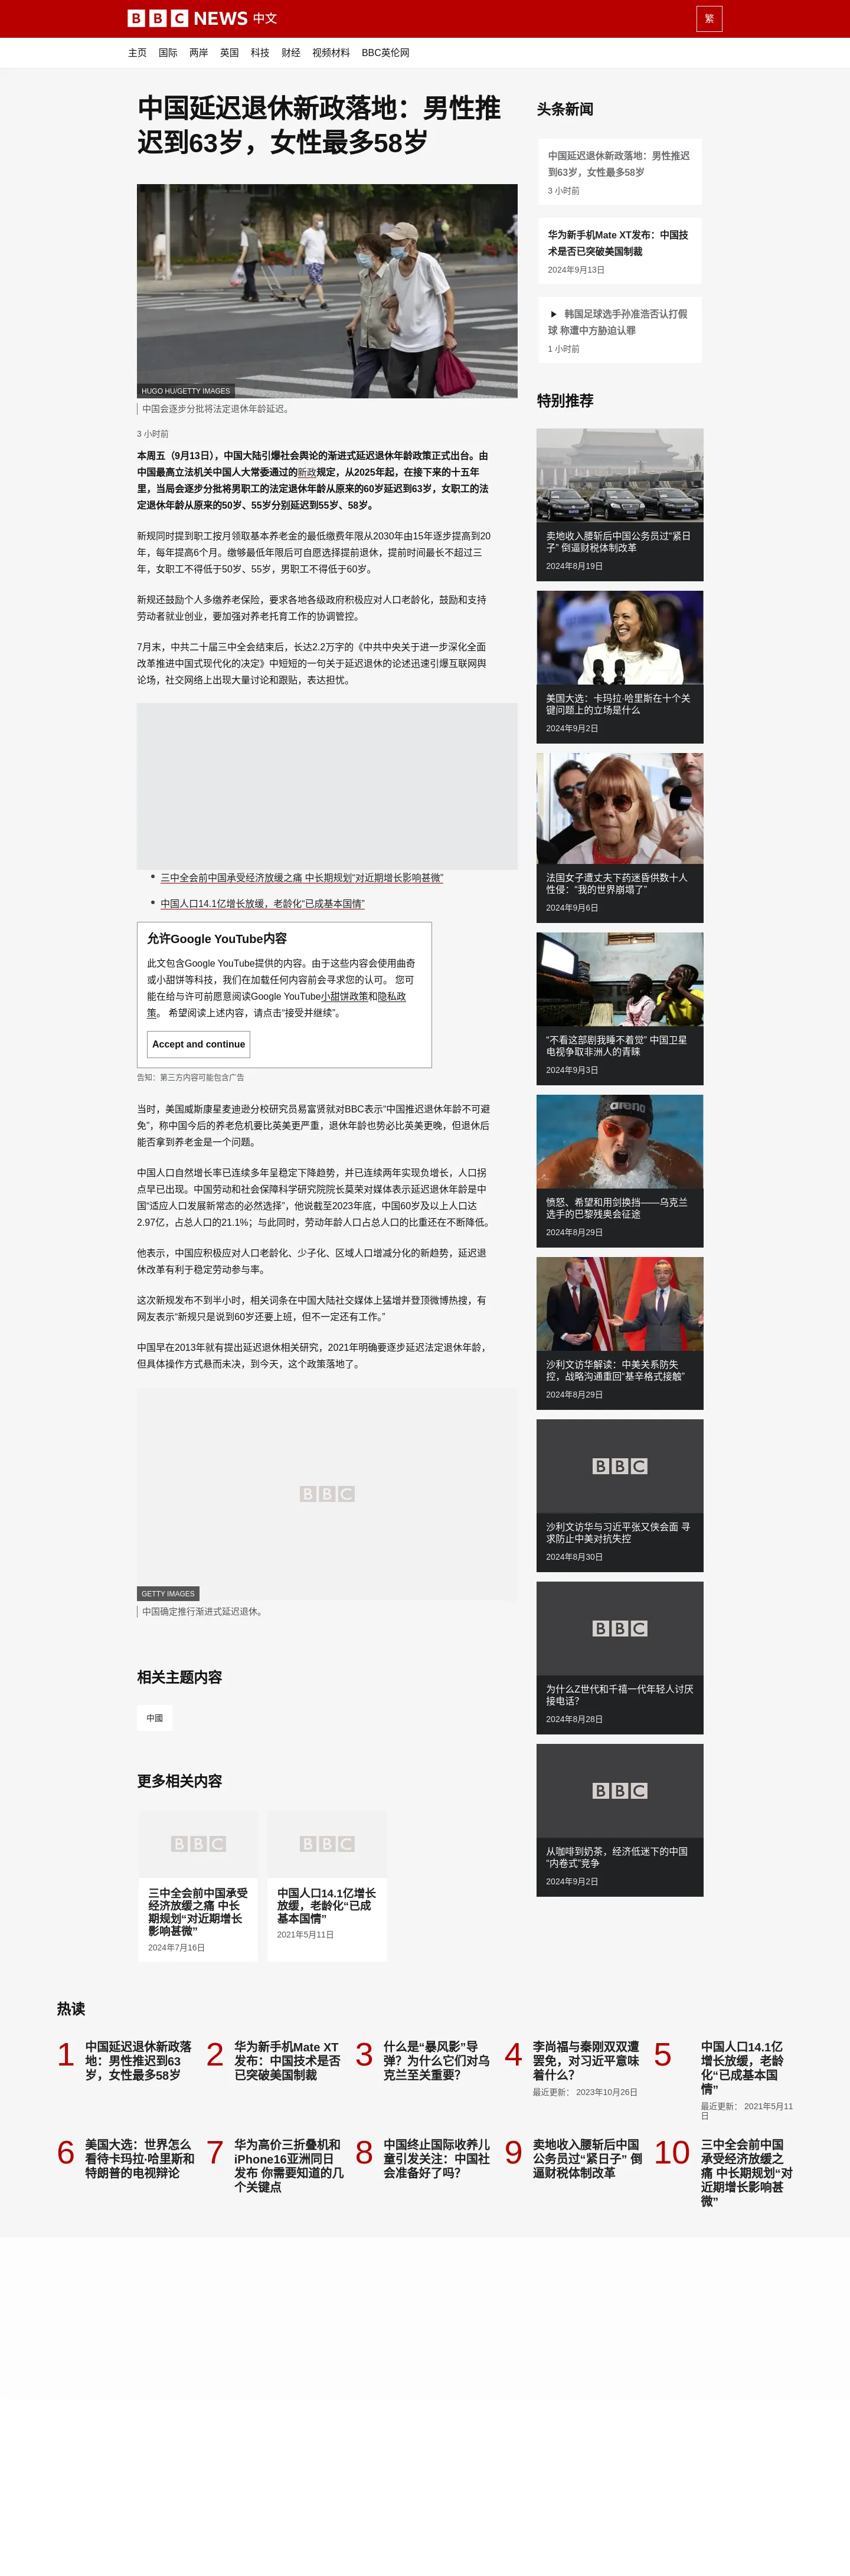 BBC NEWS 中文
繁
主页 国际 两岸 英国 科技 财经 视频材料 BBC英伦网
中国延迟退休新政落地：男性推
迟到63岁，女性最多58岁
HUGO HU/GETTY IMAGES
中国会逐步分批将法定退休年龄延迟。
3 小时前
本周五（9月13日），中国大陆引爆社会舆论的渐进式延迟退休年龄政策正式出台。由
中国最高立法机关中国人大常委通过的新政规定，从2025年起，在接下来的十五年
里，当局会逐步分批将男职工的法定退休年龄从原来的60岁延迟到63岁，女职工的法
定退休年龄从原来的50岁、55岁分别延迟到55岁、58岁。
新规同时提到职工按月领取基本养老金的最低缴费年限从2030年由15年逐步提高到20
年，每年提高6个月。缴够最低年限后可自愿选择提前退休，提前时间最长不超过三
年，女职工不得低于50岁、55岁，男职工不得低于60岁。
新规还鼓励个人多缴养老保险，要求各地各级政府积极应对人口老龄化，鼓励和支持
劳动者就业创业，要加强对养老托育工作的协调管控。
7月末，中共二十届三中全会结束后，长达2.2万字的《中共中央关于进一步深化全面
改革推进中国式现代化的决定》中短短的一句关于延迟退休的论述迅速引爆互联网舆
论场，社交网络上出现大量讨论和跟贴，表达担忧。
三中全会前中国承受经济放缓之痛 中长期规划“对近期增长影响甚微”
中国人口14.1亿增长放缓，老龄化“已成基本国情”
允许Google YouTube内容
此文包含Google YouTube提供的内容。由于这些内容会使用曲奇
或小甜饼等科技，我们在加载任何内容前会寻求您的认可。 您可
能在给与许可前愿意阅读Google YouTube小甜饼政策和隐私政
策。 希望阅读上述内容，请点击“接受并继续”。
Accept and continue
告知：第三方内容可能包含广告
当时，美国威斯康星麦迪逊分校研究员易富贤就对BBC表示“中国推迟退休年龄不可避
免”，称中国今后的养老危机要比英美更严重，退休年龄也势必比英美更晚，但退休后
能否拿到养老金是一个问题。
中国人口自然增长率已连续多年呈稳定下降趋势，并已连续两年实现负增长，人口拐
点早已出现。中国劳动和社会保障科学研究院院长莫荣对媒体表示延迟退休年龄是中
国“适应人口发展新常态的必然选择”，他说截至2023年底，中国60岁及以上人口达
2.97亿，占总人口的21.1%；与此同时，劳动年龄人口占总人口的比重还在不断降低。
他表示，中国应积极应对人口老龄化、少子化、区域人口增减分化的新趋势，延迟退
休改革有利于稳定劳动参与率。
这次新规发布不到半小时，相关词条在中国大陆社交媒体上猛增并登顶微博热搜，有
网友表示“新规只是说到60岁还要上班，但不一定还有工作。”
中国早在2013年就有提出延迟退休相关研究，2021年明确要逐步延迟法定退休年龄，
但具体操作方式悬而未决，到今天，这个政策落地了。
BBC
GETTY IMAGES
中国确定推行渐进式延迟退休。
相关主题内容
中國
更多相关内容
BBC
三中全会前中国承受
经济放缓之痛 中长
期规划“对近期增长
影响甚微”
2024年7月16日
BBC
中国人口14.1亿增长
放缓，老龄化“已成
基本国情”
2021年5月11日
头条新闻
中国延迟退休新政落地：男性推迟
到63岁，女性最多58岁
3 小时前
华为新手机Mate XT发布：中国技
术是否已突破美国制裁
2024年9月13日
韩国足球选手孙准浩否认打假
球 称遭中方胁迫认罪
1 小时前
特别推荐
卖地收入腰斩后中国公务员过“紧日
子” 倒逼财税体制改革
2024年8月19日
美国大选：卡玛拉·哈里斯在十个关
键问题上的立场是什么
2024年9月2日
法国女子遭丈夫下药迷昏供数十人
性侵：“我的世界崩塌了”
2024年9月6日
“不看这部剧我睡不着觉” 中国卫星
电视争取非洲人的青睐
2024年9月3日
arena
愤怒、希望和用剑换挡——乌克兰
选手的巴黎残奥会征途
2024年8月29日
沙利文访华解读：中美关系防失
控，战略沟通重回“基辛格式接触”
2024年8月29日
BBC
沙利文访华与习近平张又侠会面 寻
求防止中美对抗失控
2024年8月30日
BBC
为什么Z世代和千禧一代年轻人讨厌
接电话？
2024年8月28日
BBC
从咖啡到奶茶，经济低迷下的中国
“内卷式”竞争
2024年9月2日
热读
1 中国延迟退休新政落
地：男性推迟到63
岁，女性最多58岁
2 华为新手机Mate XT
发布：中国技术是否
已突破美国制裁
3 什么是“暴风影”导
弹？为什么它们对乌
克兰至关重要？
4 李尚福与秦刚双双遭
罢免，对习近平意味
着什么？
最近更新： 2023年10月26日
5 中国人口14.1亿
增长放缓，老龄
化“已成基本国
情”
最近更新： 2021年5月11
日
6 美国大选：世界怎么
看待卡玛拉·哈里斯和
特朗普的电视辩论
7 华为高价三折叠机和
iPhone16亚洲同日
发布 你需要知道的几
个关键点
8 中国终止国际收养儿
童引发关注：中国社
会准备好了吗？
9 卖地收入腰斩后中国
公务员过“紧日子” 倒
逼财税体制改革
10 三中全会前中国
承受经济放缓之
痛 中长期规划“对
近期增长影响甚
微”